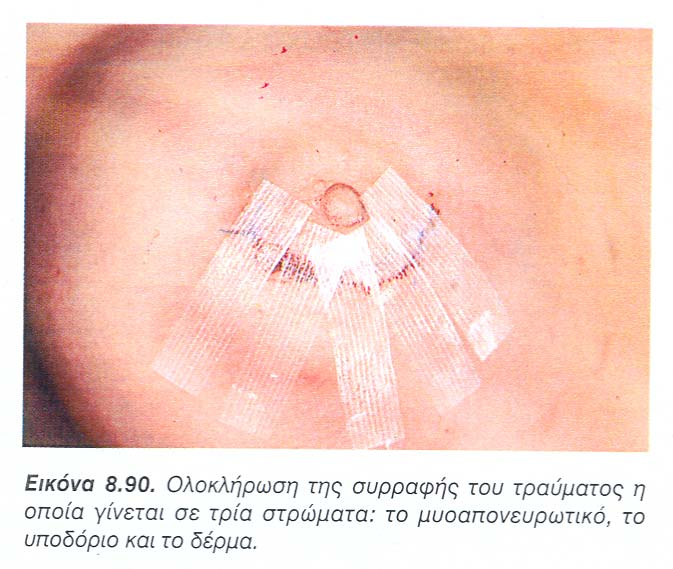 Εικόνα 8.90. Ολοκλήρωση της συρραφής του τραύματος η
οποία γίνεται σε τρία στρώματα: το μυοαπονευρωτικό, το
υποδόριο και το δέρμα.